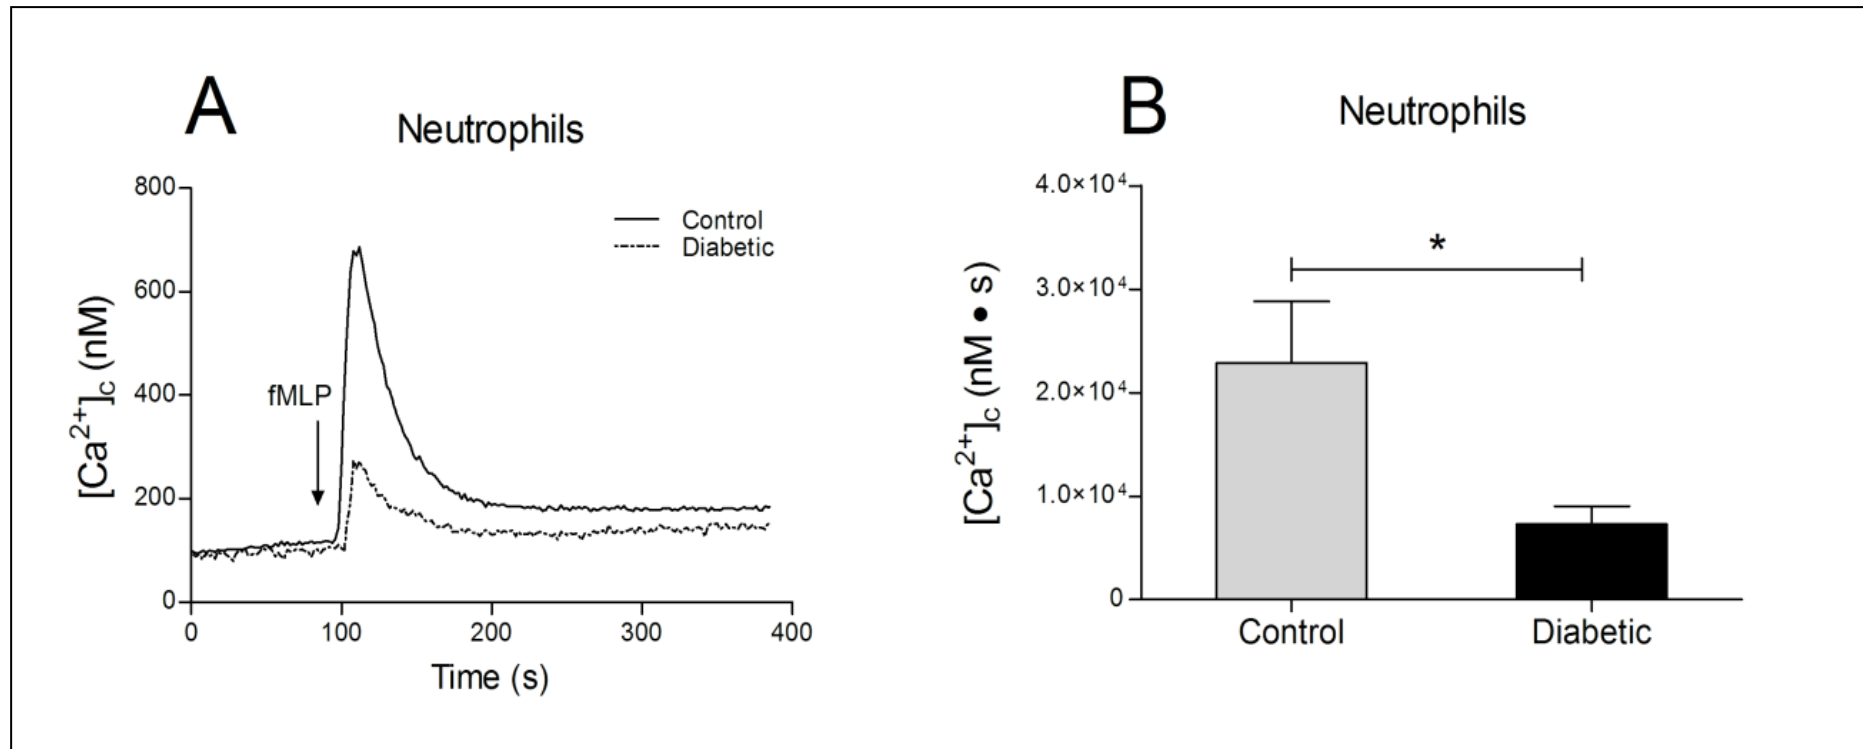 A
Neutrophils
800
600
400
200
0
0 100 200 300 400
[Ca²⁺]c (nM)
Time (s)
Control
Diabetic
fMLP
B
Neutrophils
4.0×10⁴
3.0×10⁴
2.0×10⁴
1.0×10⁴
0
[Ca²⁺]c (nM • s)
*
Control Diabetic